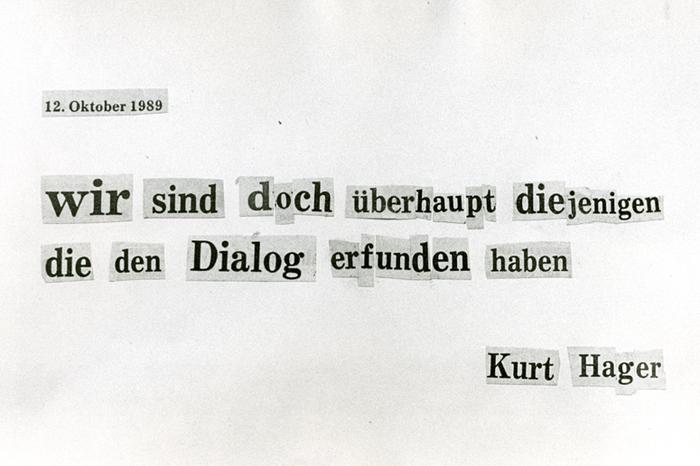 12. Oktober 1989
wir sind doch überhaupt diejenigen
die den Dialog erfunden haben
Kurt Hager